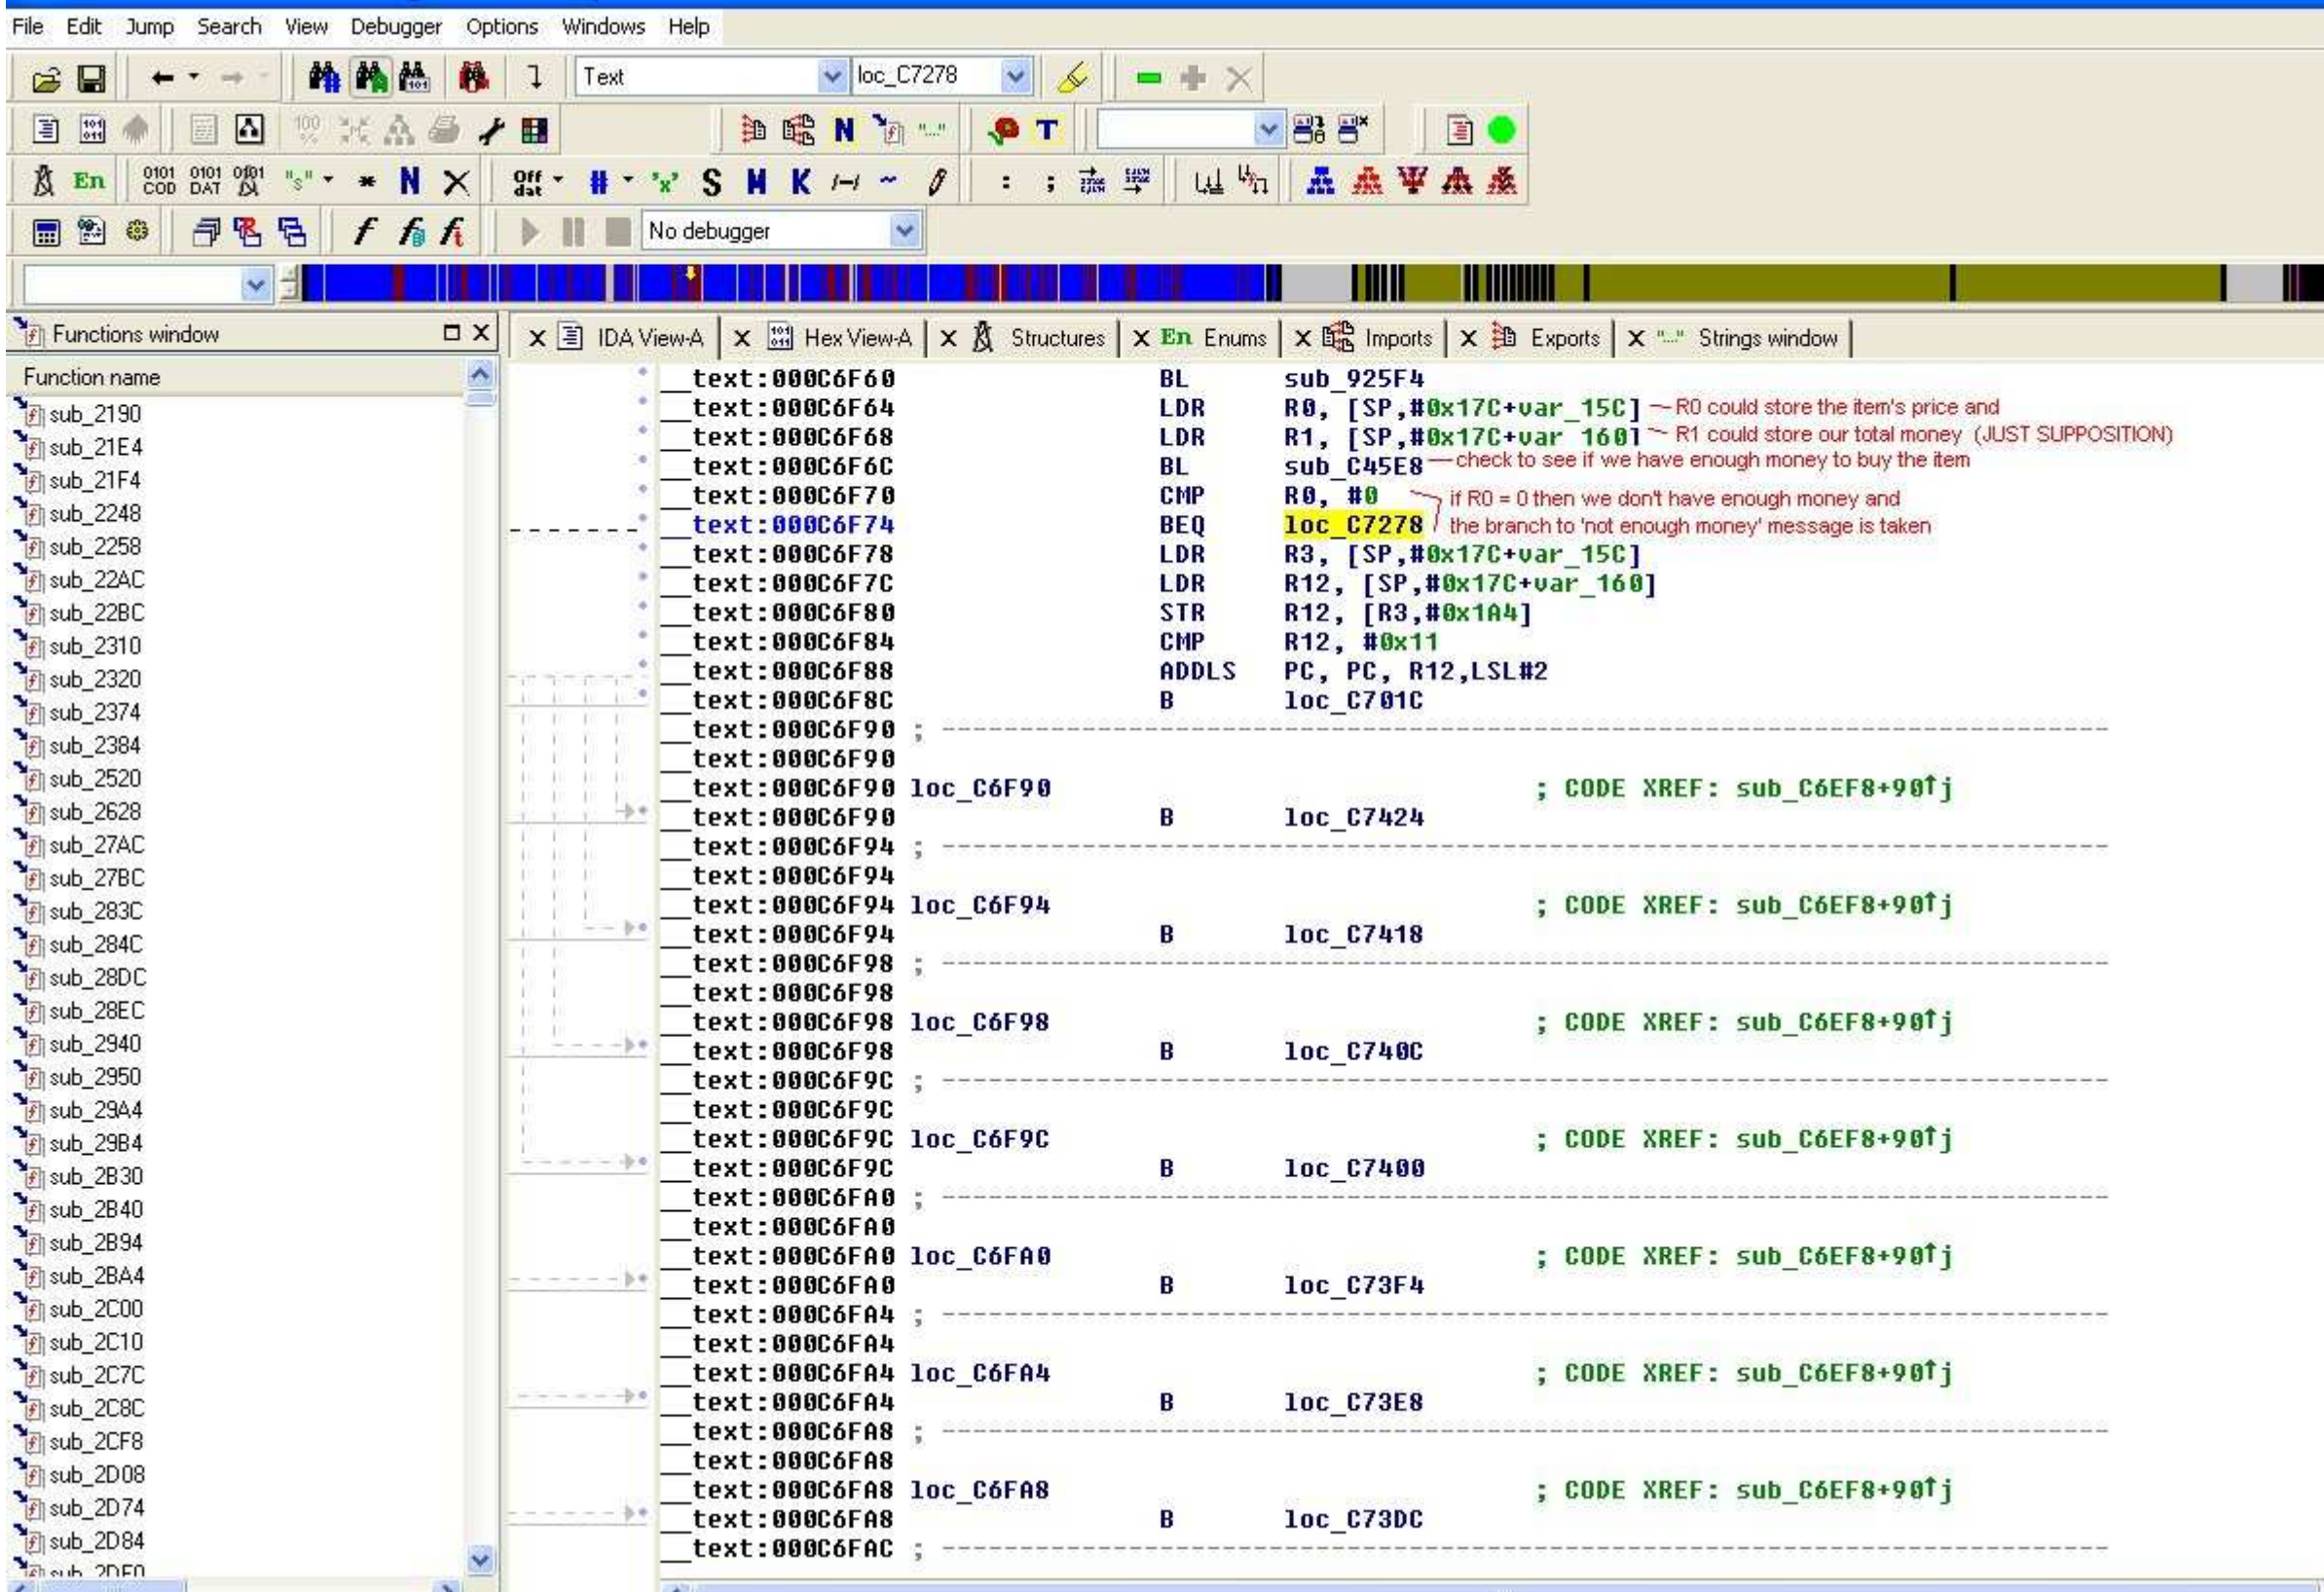 File Edit Jump Search View Debugger Options Windows Help
Text loc_C7278
No debugger
Functions window
IDA View-A Hex View-A Structures En Enums Imports Exports Strings window
Function name
sub_2190
sub_21E4
sub_21F4
sub_2248
sub_2258
sub_22AC
sub_22BC
sub_2310
sub_2320
sub_2374
sub_2384
sub_2520
sub_2628
sub_27AC
sub_27BC
sub_283C
sub_284C
sub_28DC
sub_28EC
sub_2940
sub_2950
sub_29A4
sub_29B4
sub_2B30
sub_2B40
sub_2B94
sub_2BA4
sub_2C00
sub_2C10
sub_2C7C
sub_2C8C
sub_2CF8
sub_2D08
sub_2D74
sub_2D84
__text:000C6F60 BL sub_925F4
__text:000C6F64 LDR R0, [SP,#0x17C+var_15C] R0 could store the item's price and
__text:000C6F68 LDR R1, [SP,#0x17C+var_160] R1 could store our total money (JUST SUPPOSITION)
__text:000C6F6C BL sub_C45E8 check to see if we have enough money to buy the item
__text:000C6F70 CMP R0, #0 if R0 = 0 then we don't have enough money and
__text:000C6F74 BEQ loc_C7278 the branch to 'not enough money' message is taken
__text:000C6F78 LDR R3, [SP,#0x17C+var_15C]
__text:000C6F7C LDR R12, [SP,#0x17C+var_160]
__text:000C6F80 STR R12, [R3,#0x1A4]
__text:000C6F84 CMP R12, #0x11
__text:000C6F88 ADDLS PC, PC, R12,LSL#2
__text:000C6F8C B loc_C701C
__text:000C6F90 ; ---------------------------------------------------------------------------
__text:000C6F90
__text:000C6F90 loc_C6F90 ; CODE XREF: sub_C6EF8+90↑j
__text:000C6F90 B loc_C7424
__text:000C6F94 ; ---------------------------------------------------------------------------
__text:000C6F94
__text:000C6F94 loc_C6F94 ; CODE XREF: sub_C6EF8+90↑j
__text:000C6F94 B loc_C7418
__text:000C6F98 ; ---------------------------------------------------------------------------
__text:000C6F98
__text:000C6F98 loc_C6F98 ; CODE XREF: sub_C6EF8+90↑j
__text:000C6F98 B loc_C740C
__text:000C6F9C ; ---------------------------------------------------------------------------
__text:000C6F9C
__text:000C6F9C loc_C6F9C ; CODE XREF: sub_C6EF8+90↑j
__text:000C6F9C B loc_C7400
__text:000C6FA0 ; ---------------------------------------------------------------------------
__text:000C6FA0
__text:000C6FA0 loc_C6FA0 ; CODE XREF: sub_C6EF8+90↑j
__text:000C6FA0 B loc_C73F4
__text:000C6FA4 ; ---------------------------------------------------------------------------
__text:000C6FA4
__text:000C6FA4 loc_C6FA4 ; CODE XREF: sub_C6EF8+90↑j
__text:000C6FA4 B loc_C73E8
__text:000C6FA8 ; ---------------------------------------------------------------------------
__text:000C6FA8
__text:000C6FA8 loc_C6FA8 ; CODE XREF: sub_C6EF8+90↑j
__text:000C6FA8 B loc_C73DC
__text:000C6FAC ; ---------------------------------------------------------------------------